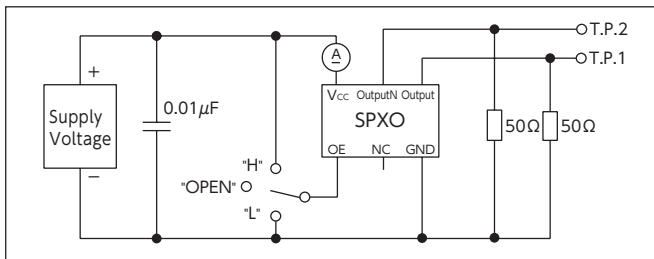 T.P.2
T.P.1
+
A
Vcc OutputN Output
Supply
Voltage
0.01μF
SPXO
50Ω 50Ω
OE NC GND
"H"
"OPEN"
"L"
−